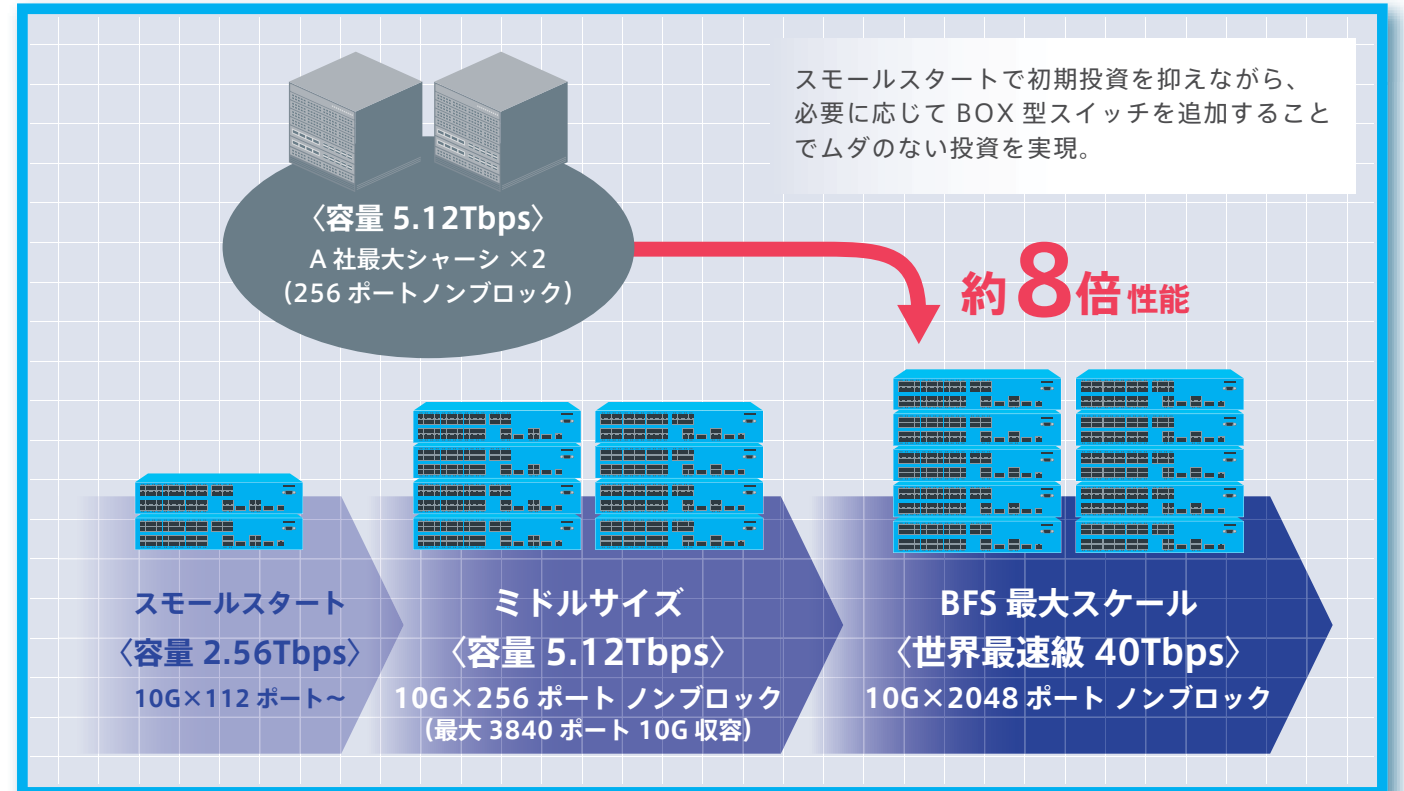 スモールスタートで初期投資を抑えながら、
必要に応じて BOX 型スイッチを追加すること
でムダのない投資を実現。
〈容量 5.12Tbps〉
A 社最大シャーシ ×2
（256 ポートノンブロック）
約8倍性能
スモールスタート
〈容量 2.56Tbps〉
10G×112 ポート～
ミドルサイズ
〈容量 5.12Tbps〉
10G×256 ポート ノンブロック
（最大 3840 ポート 10G 収容）
BFS 最大スケール
〈世界最速級 40Tbps〉
10G×2048 ポート ノンブロック